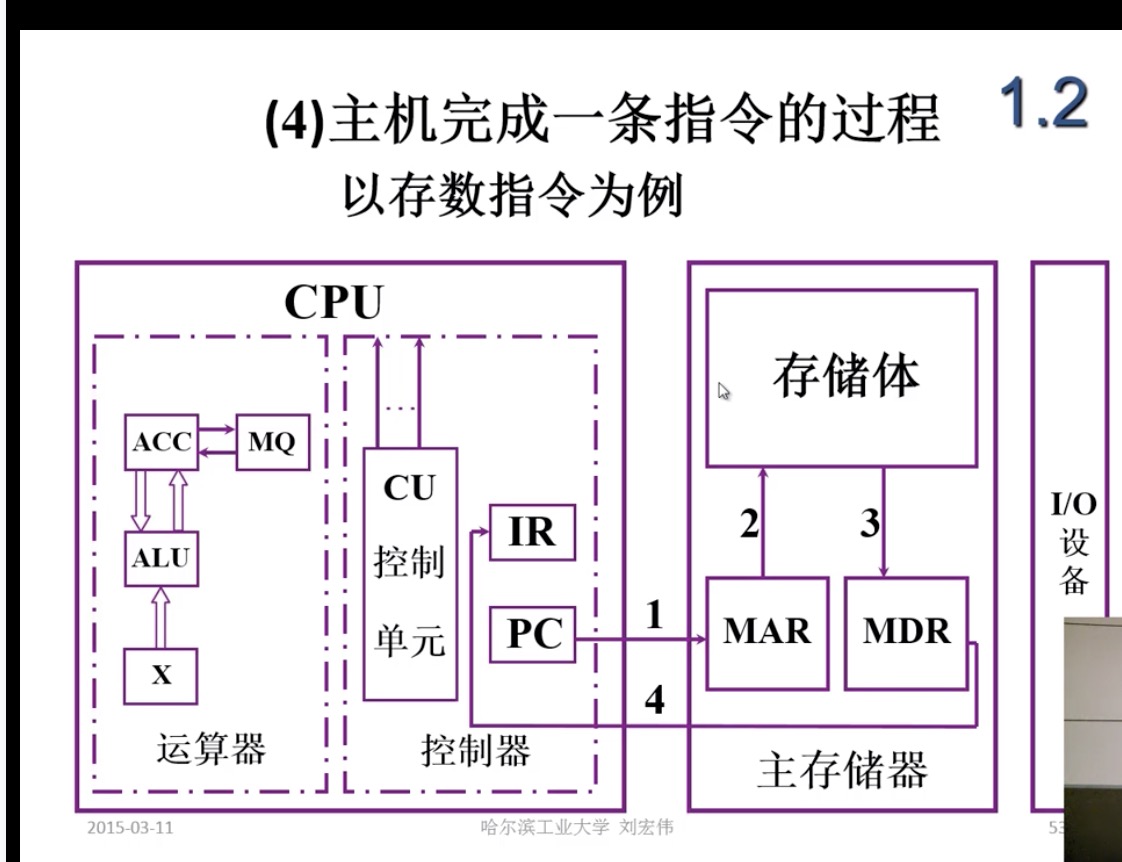 (4)主机完成一条指令的过程
1.2
以存数指令为例
CPU
ACC
MQ
ALU
X
运算器
CU
控制
单元
...
IR
PC
控制器
1
4
存储体
2
3
MAR
MDR
主存储器
I/O
设
备
2015-03-11
哈尔滨工业大学 刘宏伟